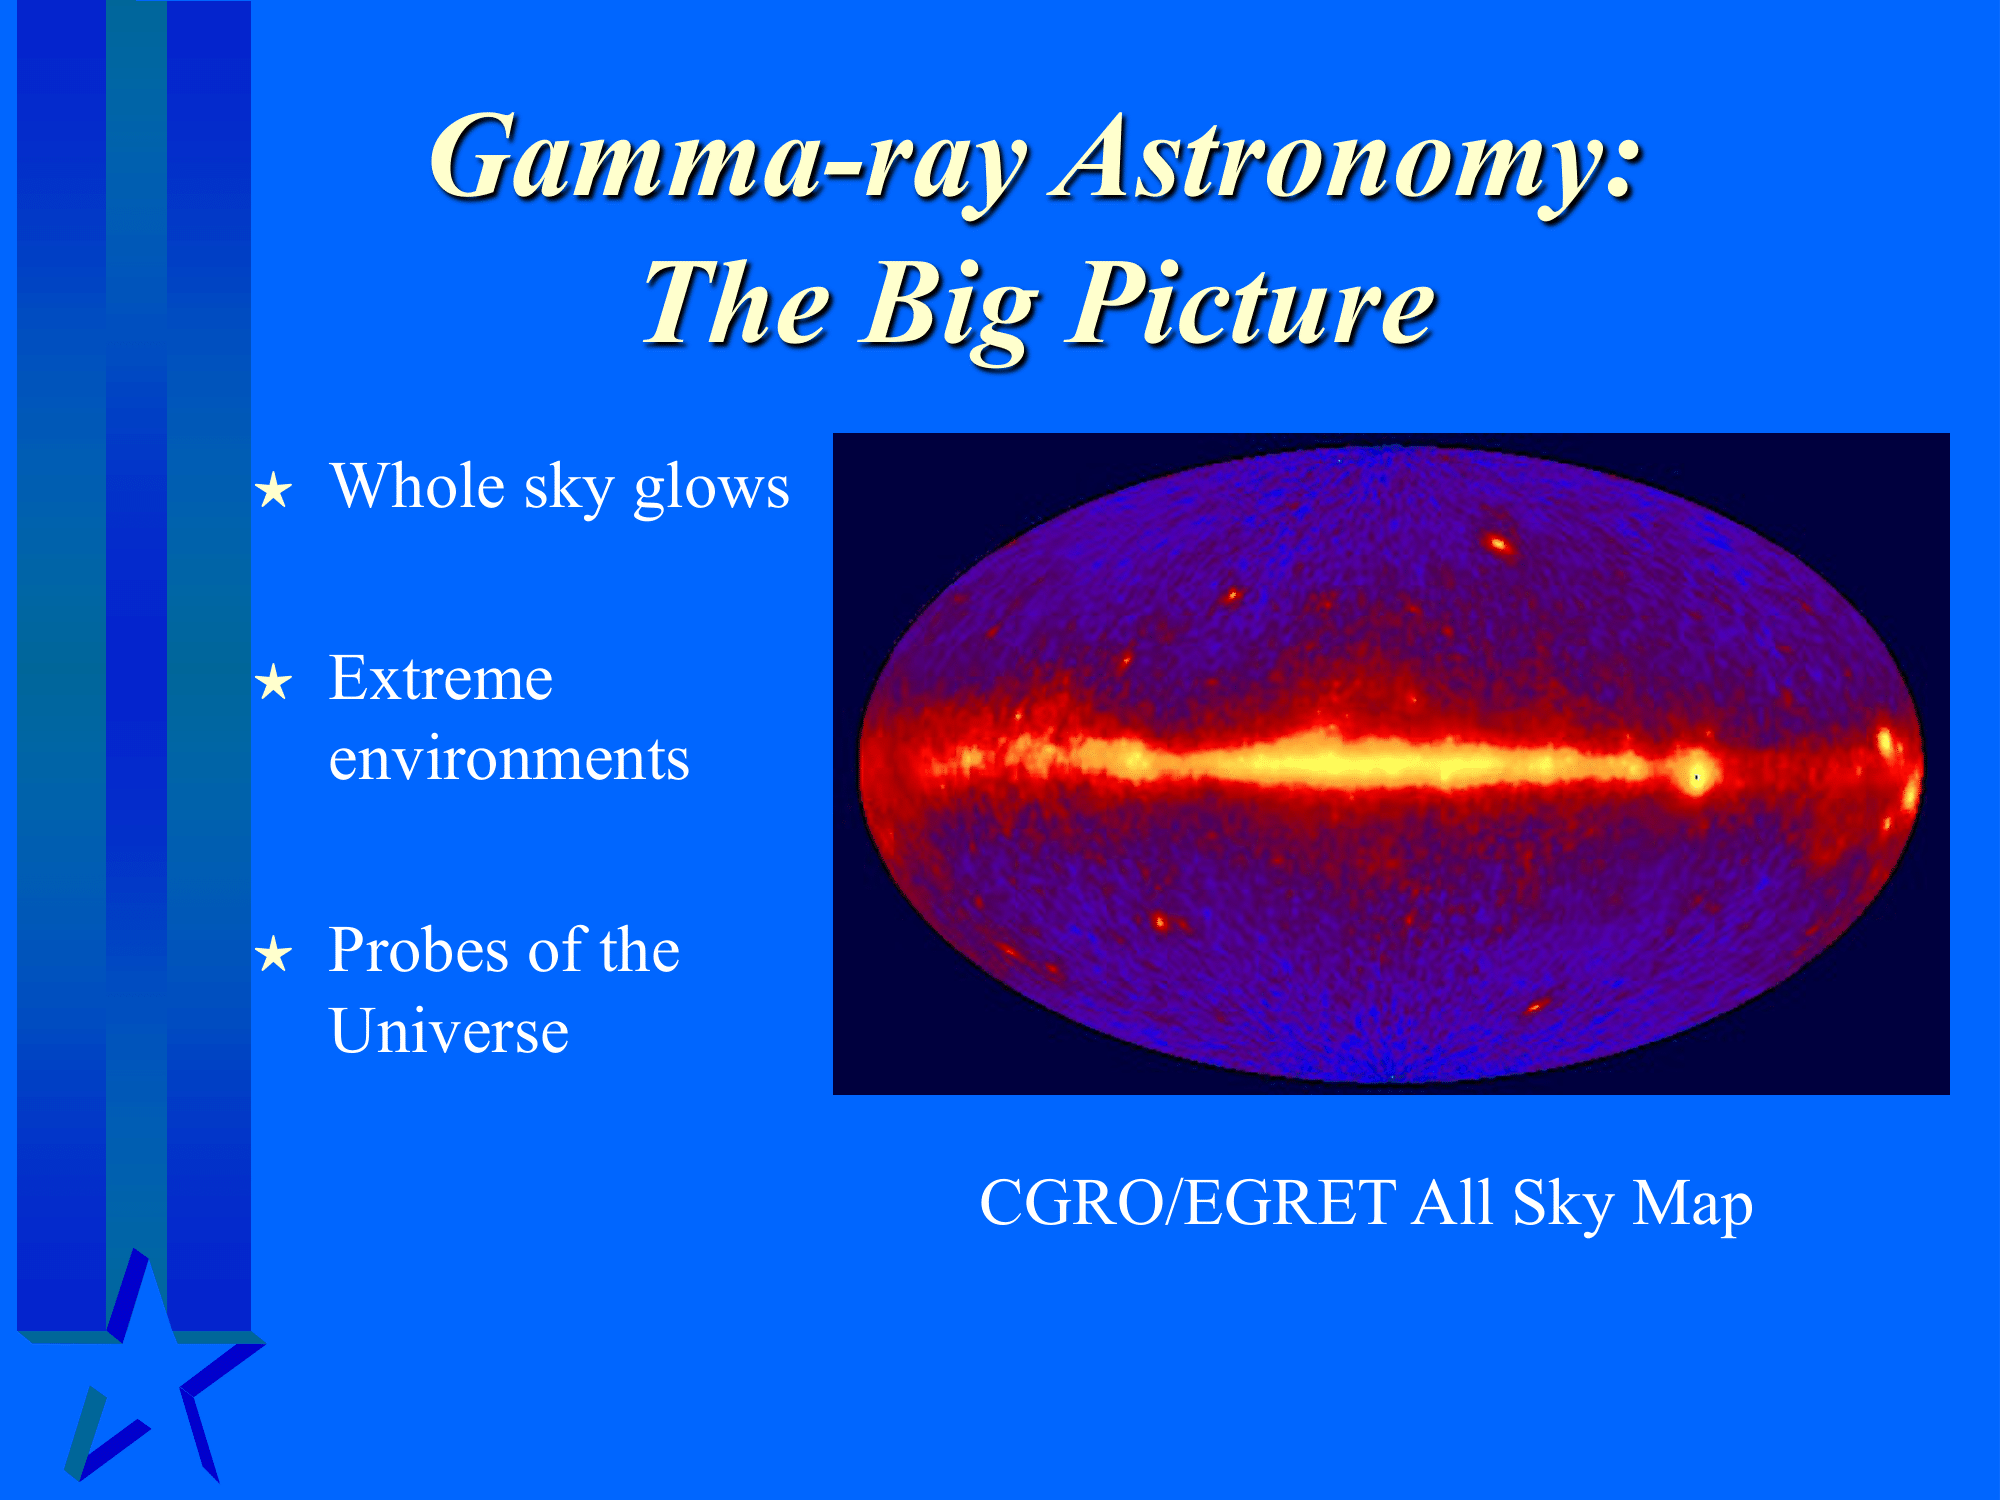 Gamma-ray Astronomy:
The Big Picture
Whole sky glows
Extreme
environments
Probes of the
Universe
CGRO/EGRET All Sky Map